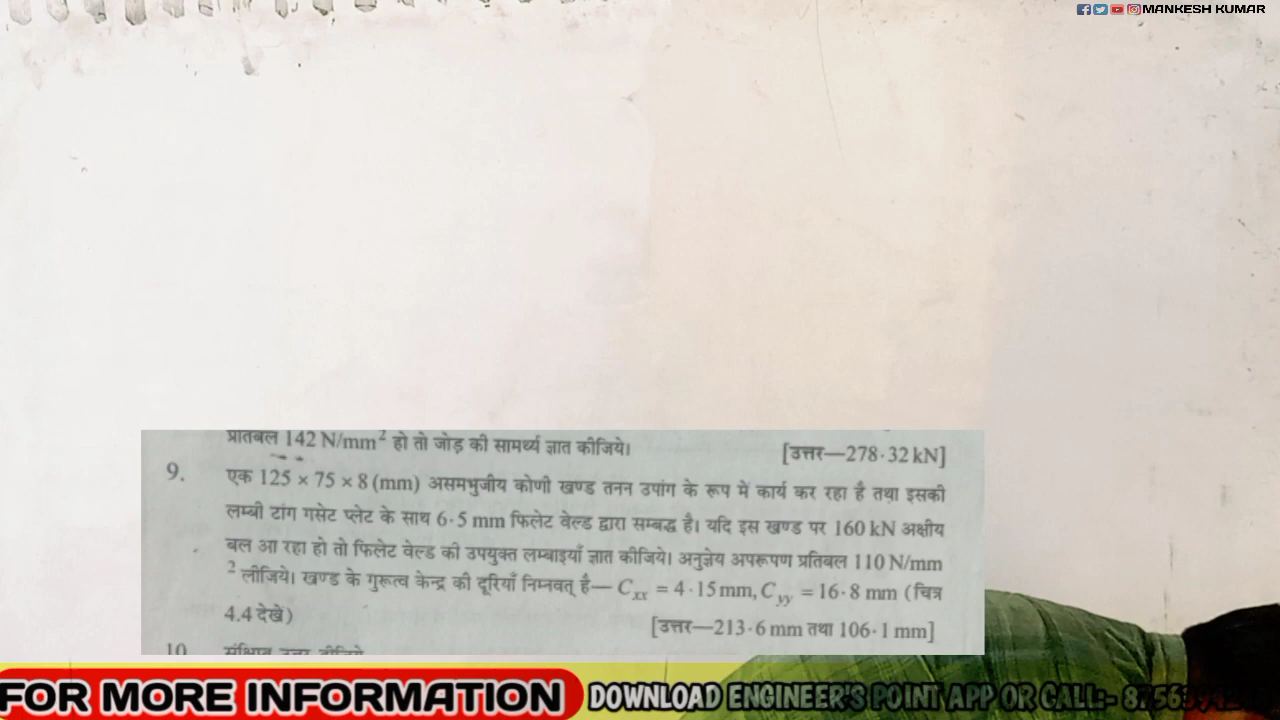 MANKESH KUMAR
प्रतिबल 142 N/mm² हो तो जोड़ की सामर्थ्य ज्ञात कीजिये।
[उत्तर—278·32 kN]
9. एक 125 × 75 × 8 (mm) असमभुजीय कोणी खण्ड तनन उपांग के रूप में कार्य कर रहा है तथा इसकी
लम्बी टांग गसेट प्लेट के साथ 6·5 mm फिलेट वेल्ड द्वारा सम्बद्ध है। यदि इस खण्ड पर 160 kN अक्षीय
बल आ रहा हो तो फिलेट वेल्ड की उपयुक्त लम्बाइयाँ ज्ञात कीजिये। अनुज्ञेय अपरूपण प्रतिबल 110 N/mm
² लीजिये। खण्ड के गुरूत्व केन्द्र की दूरियाँ निम्नवत् है— Cxx = 4·15 mm, Cyy = 16·8 mm (चित्र
4.4 देखे)
[उत्तर—213·6 mm तथा 106·1 mm]
10.
FOR MORE INFORMATION DOWNLOAD ENGINEER'S POINT APP OR CALL:-